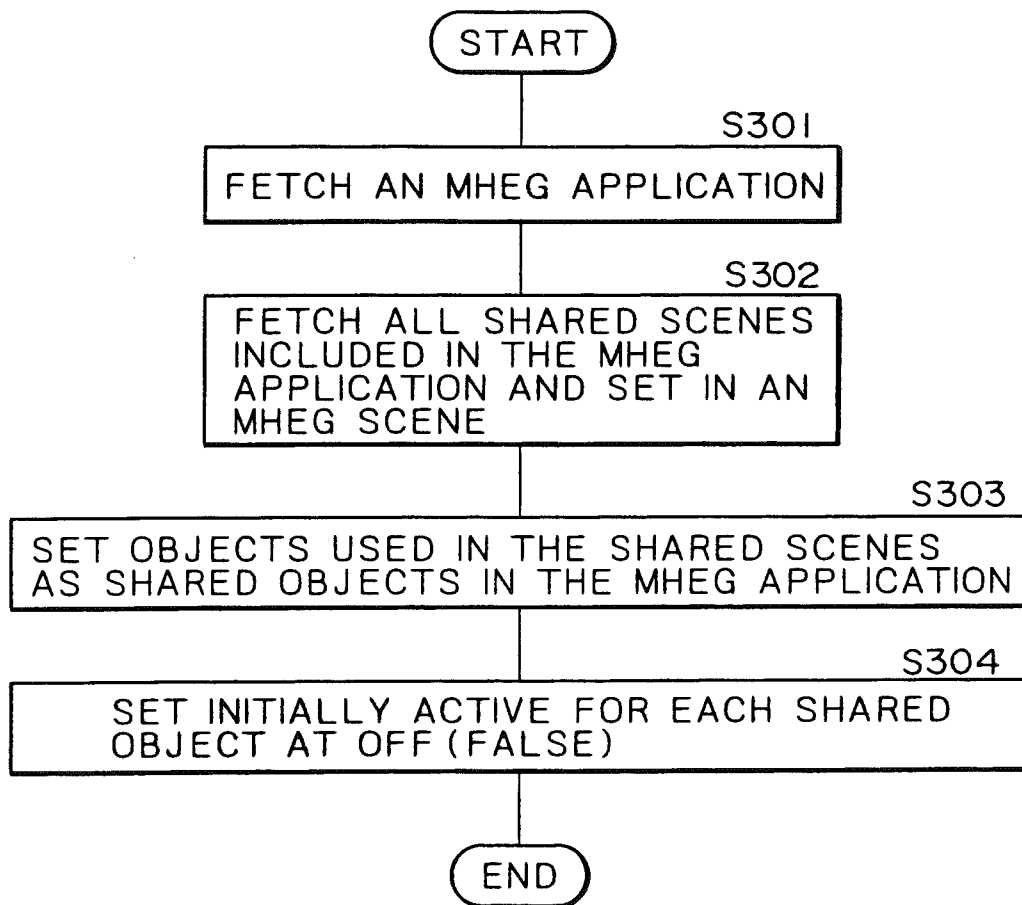 START
S301
FETCH AN MHEG APPLICATION
S302
FETCH ALL SHARED SCENES
INCLUDED IN THE MHEG
APPLICATION AND SET IN AN
MHEG SCENE
S303
SET OBJECTS USED IN THE SHARED SCENES
AS SHARED OBJECTS IN THE MHEG APPLICATION
S304
SET INITIALLY ACTIVE FOR EACH SHARED
OBJECT AT OFF (FALSE)
END